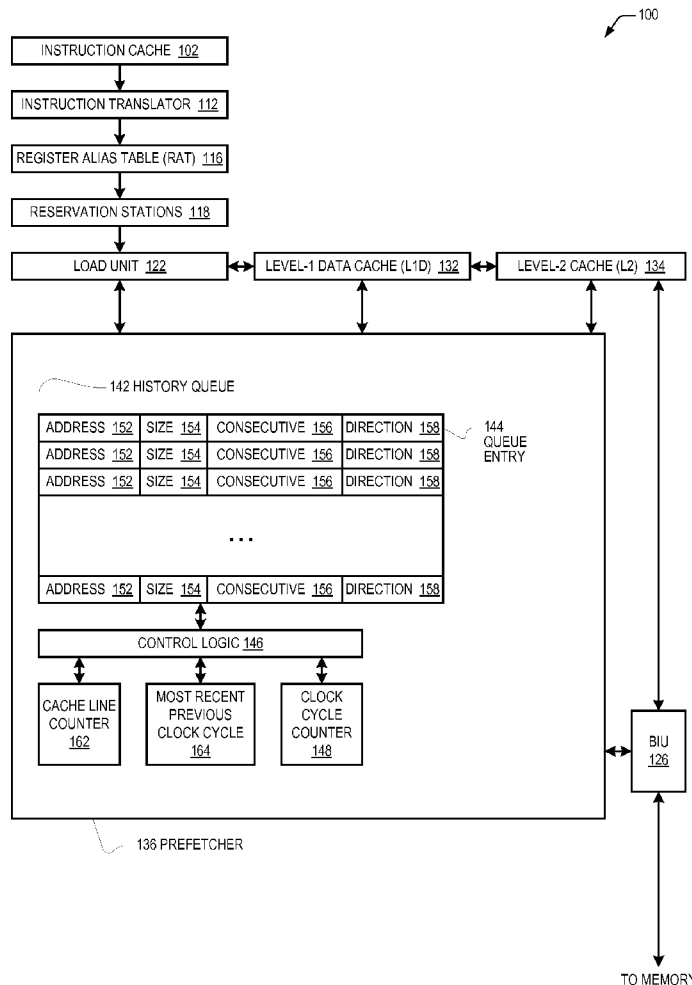 100
INSTRUCTION CACHE 102
INSTRUCTION TRANSLATOR 112
REGISTER ALIAS TABLE (RAT) 116
RESERVATION STATIONS 118
LOAD UNIT 122
LEVEL-1 DATA CACHE (L1D) 132
LEVEL-2 CACHE (L2) 134
142 HISTORY QUEUE
ADDRESS 152 SIZE 154 CONSECUTIVE 156 DIRECTION 158
ADDRESS 152 SIZE 154 CONSECUTIVE 156 DIRECTION 158
ADDRESS 152 SIZE 154 CONSECUTIVE 156 DIRECTION 158
...
ADDRESS 152 SIZE 154 CONSECUTIVE 156 DIRECTION 158
144
QUEUE
ENTRY
CONTROL LOGIC 146
CACHE LINE
COUNTER
162
MOST RECENT
PREVIOUS
CLOCK CYCLE
164
CLOCK
CYCLE
COUNTER
148
BIU
126
136 PREFETCHER
TO MEMORY